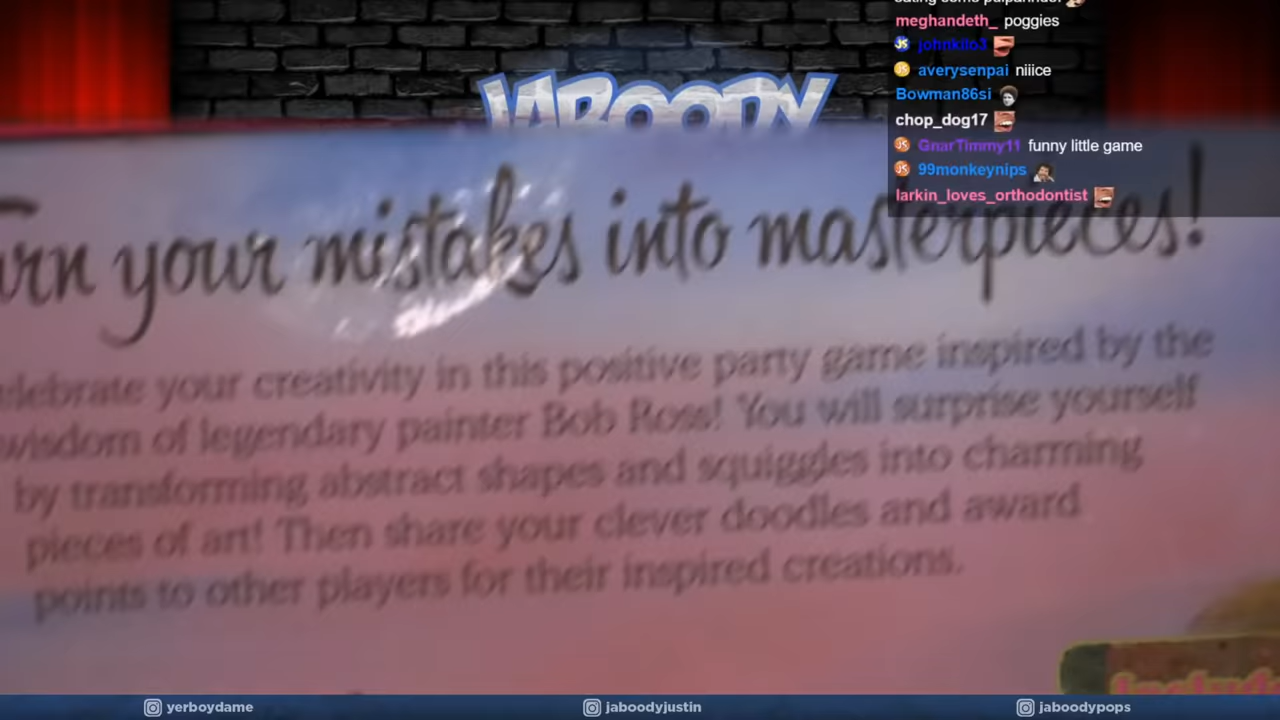 meghandeth_ poggies
johnkilo3
averysenpai niiice
Bowman86si
chop_dog17
GnarTimmy11 funny little game
99monkeynips
larkin_loves_orthodontist
JABOODY
your mistakes into masterpieces!
your creativity in this positive party game inspired by the
wisdom of legendary painter Bob Ross! You will surprise yourself
by transforming abstract shapes and squiggles into charming
pieces of art! Then share your clever doodles and award
points to other players for their inspired creations.
yerboydame
jaboodyjustin
jaboodypops